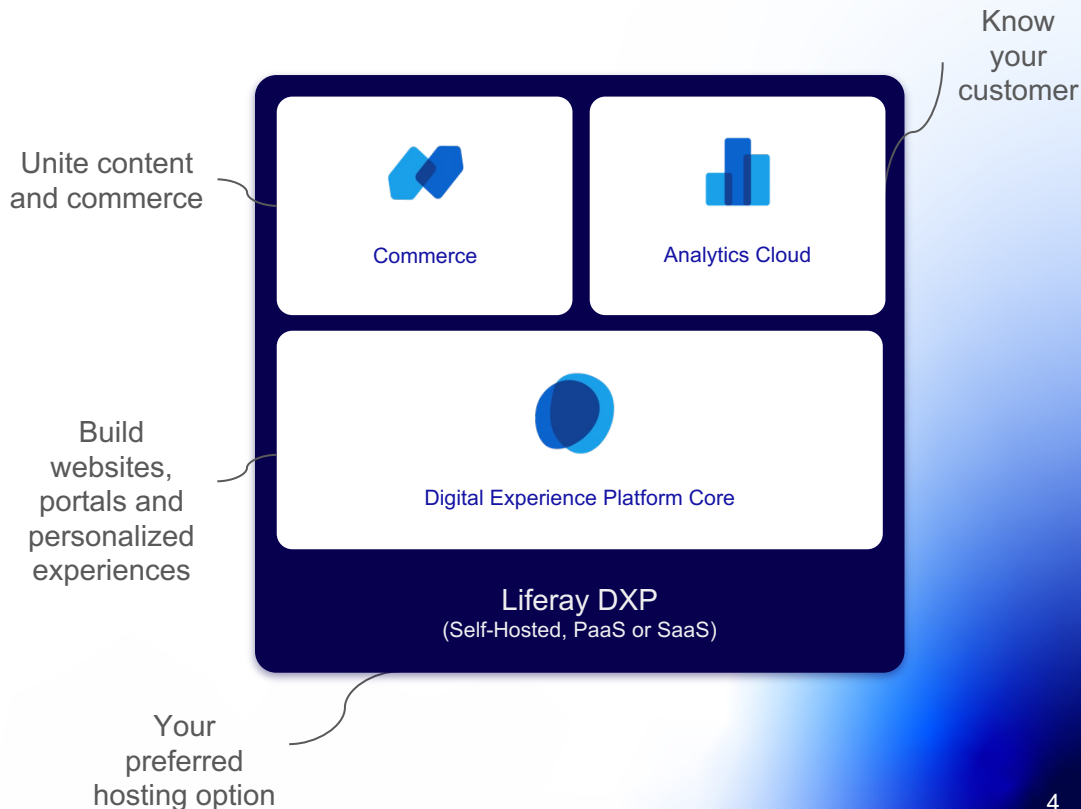 Know
your
customer
Unite content
and commerce
Commerce
Analytics Cloud
Build
websites,
portals and
personalized
experiences
Digital Experience Platform Core
Liferay DXP
(Self-Hosted, PaaS or SaaS)
Your
preferred
hosting option
4